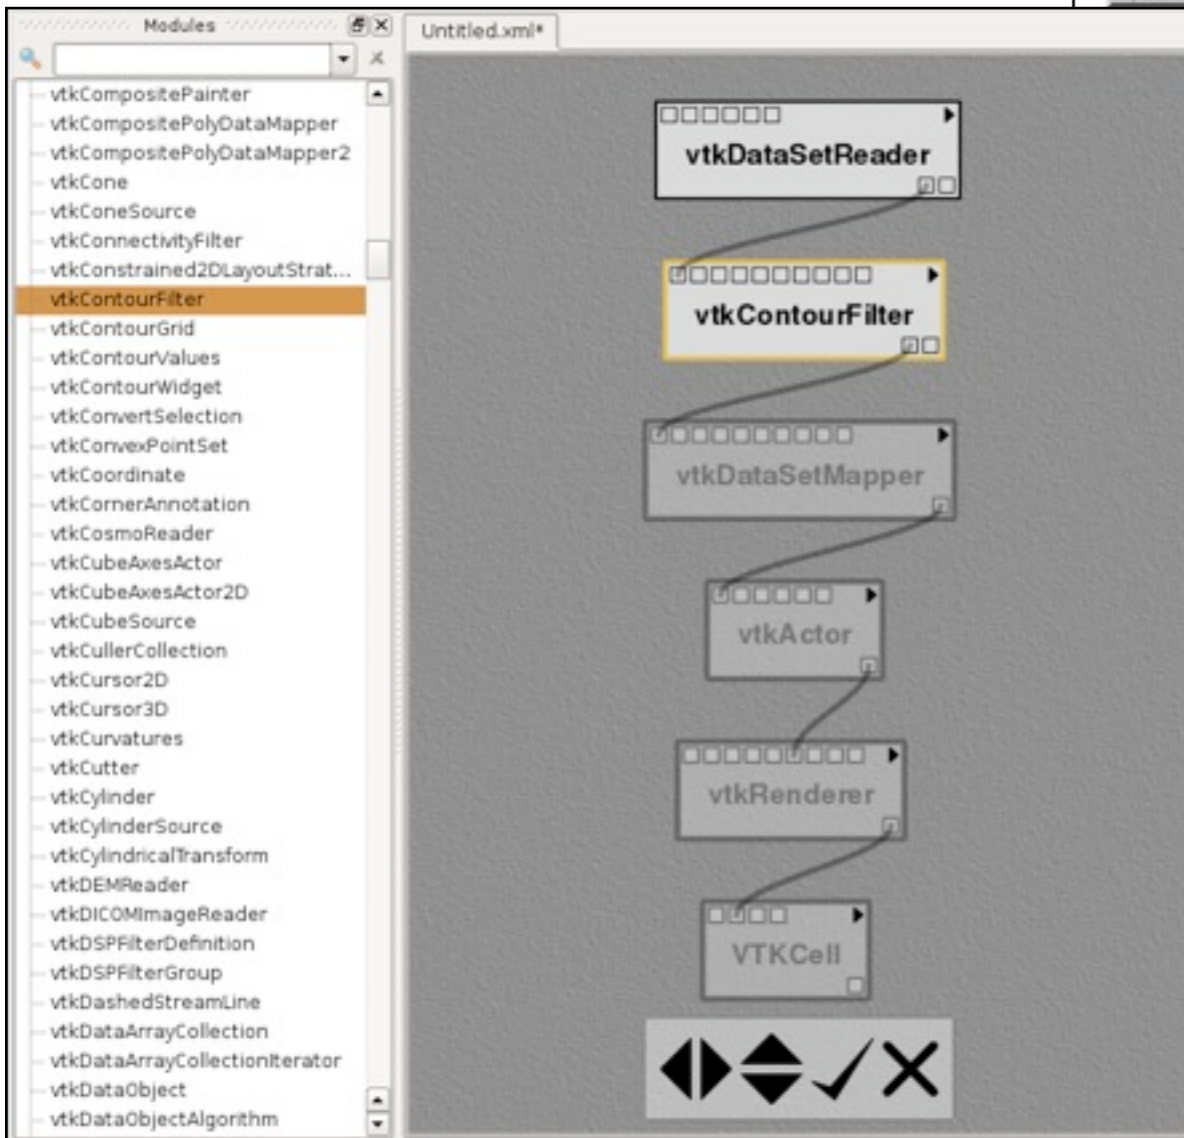 Modules
Untitled.xml*
vtkCompositePainter
vtkCompositePolyDataMapper
vtkCompositePolyDataMapper2
vtkCone
vtkConeSource
vtkConnectivityFilter
vtkConstrained2DLayoutStrat...
vtkContourFilter
vtkContourGrid
vtkContourValues
vtkContourWidget
vtkConvertSelection
vtkConvexPointSet
vtkCoordinate
vtkCornerAnnotation
vtkCosmoReader
vtkCubeAxesActor
vtkCubeAxesActor2D
vtkCubeSource
vtkCullerCollection
vtkCursor2D
vtkCursor3D
vtkCurvatures
vtkCutter
vtkCylinder
vtkCylinderSource
vtkCylindricalTransform
vtkDEMReader
vtkDICOMImageReader
vtkDSPFilterDefinition
vtkDSPFilterGroup
vtkDashedStreamLine
vtkDataArrayCollection
vtkDataArrayCollectionIterator
vtkDataObject
vtkDataObjectAlgorithm
vtkDataSetReader
vtkContourFilter
vtkDataSetMapper
vtkActor
vtkRenderer
VTKCell